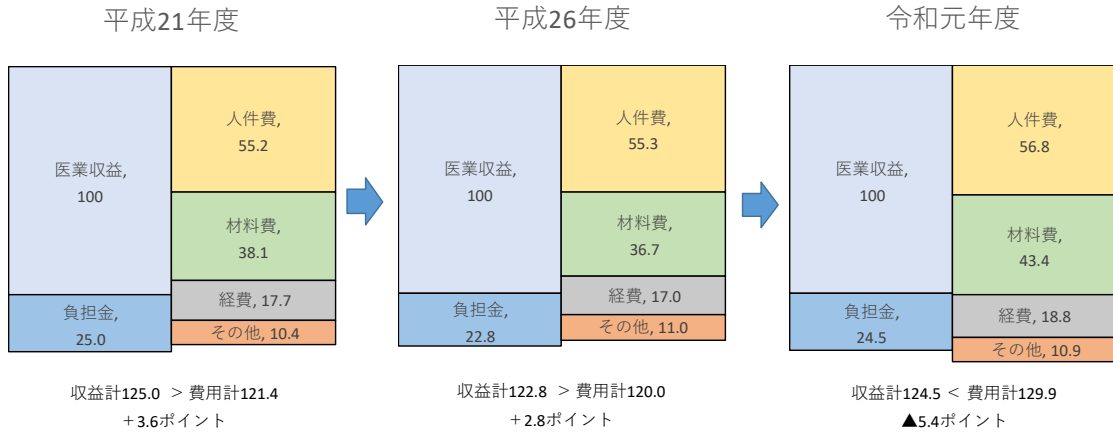 平成21年度
医業収益,
100
負担金,
25.0
人件費,
55.2
材料費,
38.1
経費, 17.7
その他, 10.4
収益計125.0 > 費用計121.4
+3.6ポイント
平成26年度
医業収益,
100
負担金,
22.8
人件費,
55.3
材料費,
36.7
経費, 17.0
その他, 11.0
収益計122.8 > 費用計120.0
+2.8ポイント
令和元年度
医業収益,
100
負担金,
24.5
人件費,
56.8
材料費,
43.4
経費, 18.8
その他, 10.9
収益計124.5 < 費用計129.9
▲5.4ポイント